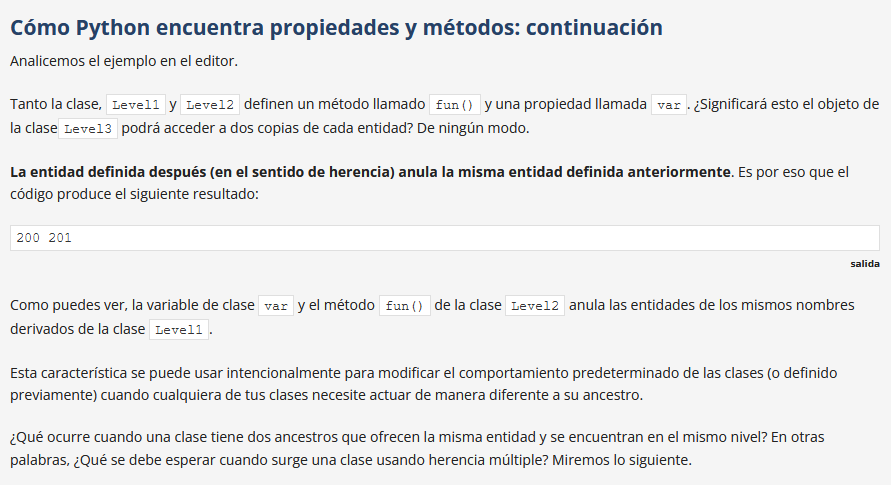 Cómo Python encuentra propiedades y métodos: continuación
Analicemos el ejemplo en el editor.
Tanto la clase, Level1 y Level2 definen un método llamado fun() y una propiedad llamada var. ¿Significará esto el objeto de
la clase Level3 podrá acceder a dos copias de cada entidad? De ningún modo.
La entidad definida después (en el sentido de herencia) anula la misma entidad definida anteriormente. Es por eso que el
código produce el siguiente resultado:
200 201
salida
Como puedes ver, la variable de clase var y el método fun() de la clase Level2 anula las entidades de los mismos nombres
derivados de la clase Level1.
Esta característica se puede usar intencionalmente para modificar el comportamiento predeterminado de las clases (o definido
previamente) cuando cualquiera de tus clases necesite actuar de manera diferente a su ancestro.
¿Qué ocurre cuando una clase tiene dos ancestros que ofrecen la misma entidad y se encuentran en el mismo nivel? En otras
palabras, ¿Qué se debe esperar cuando surge una clase usando herencia múltiple? Miremos lo siguiente.